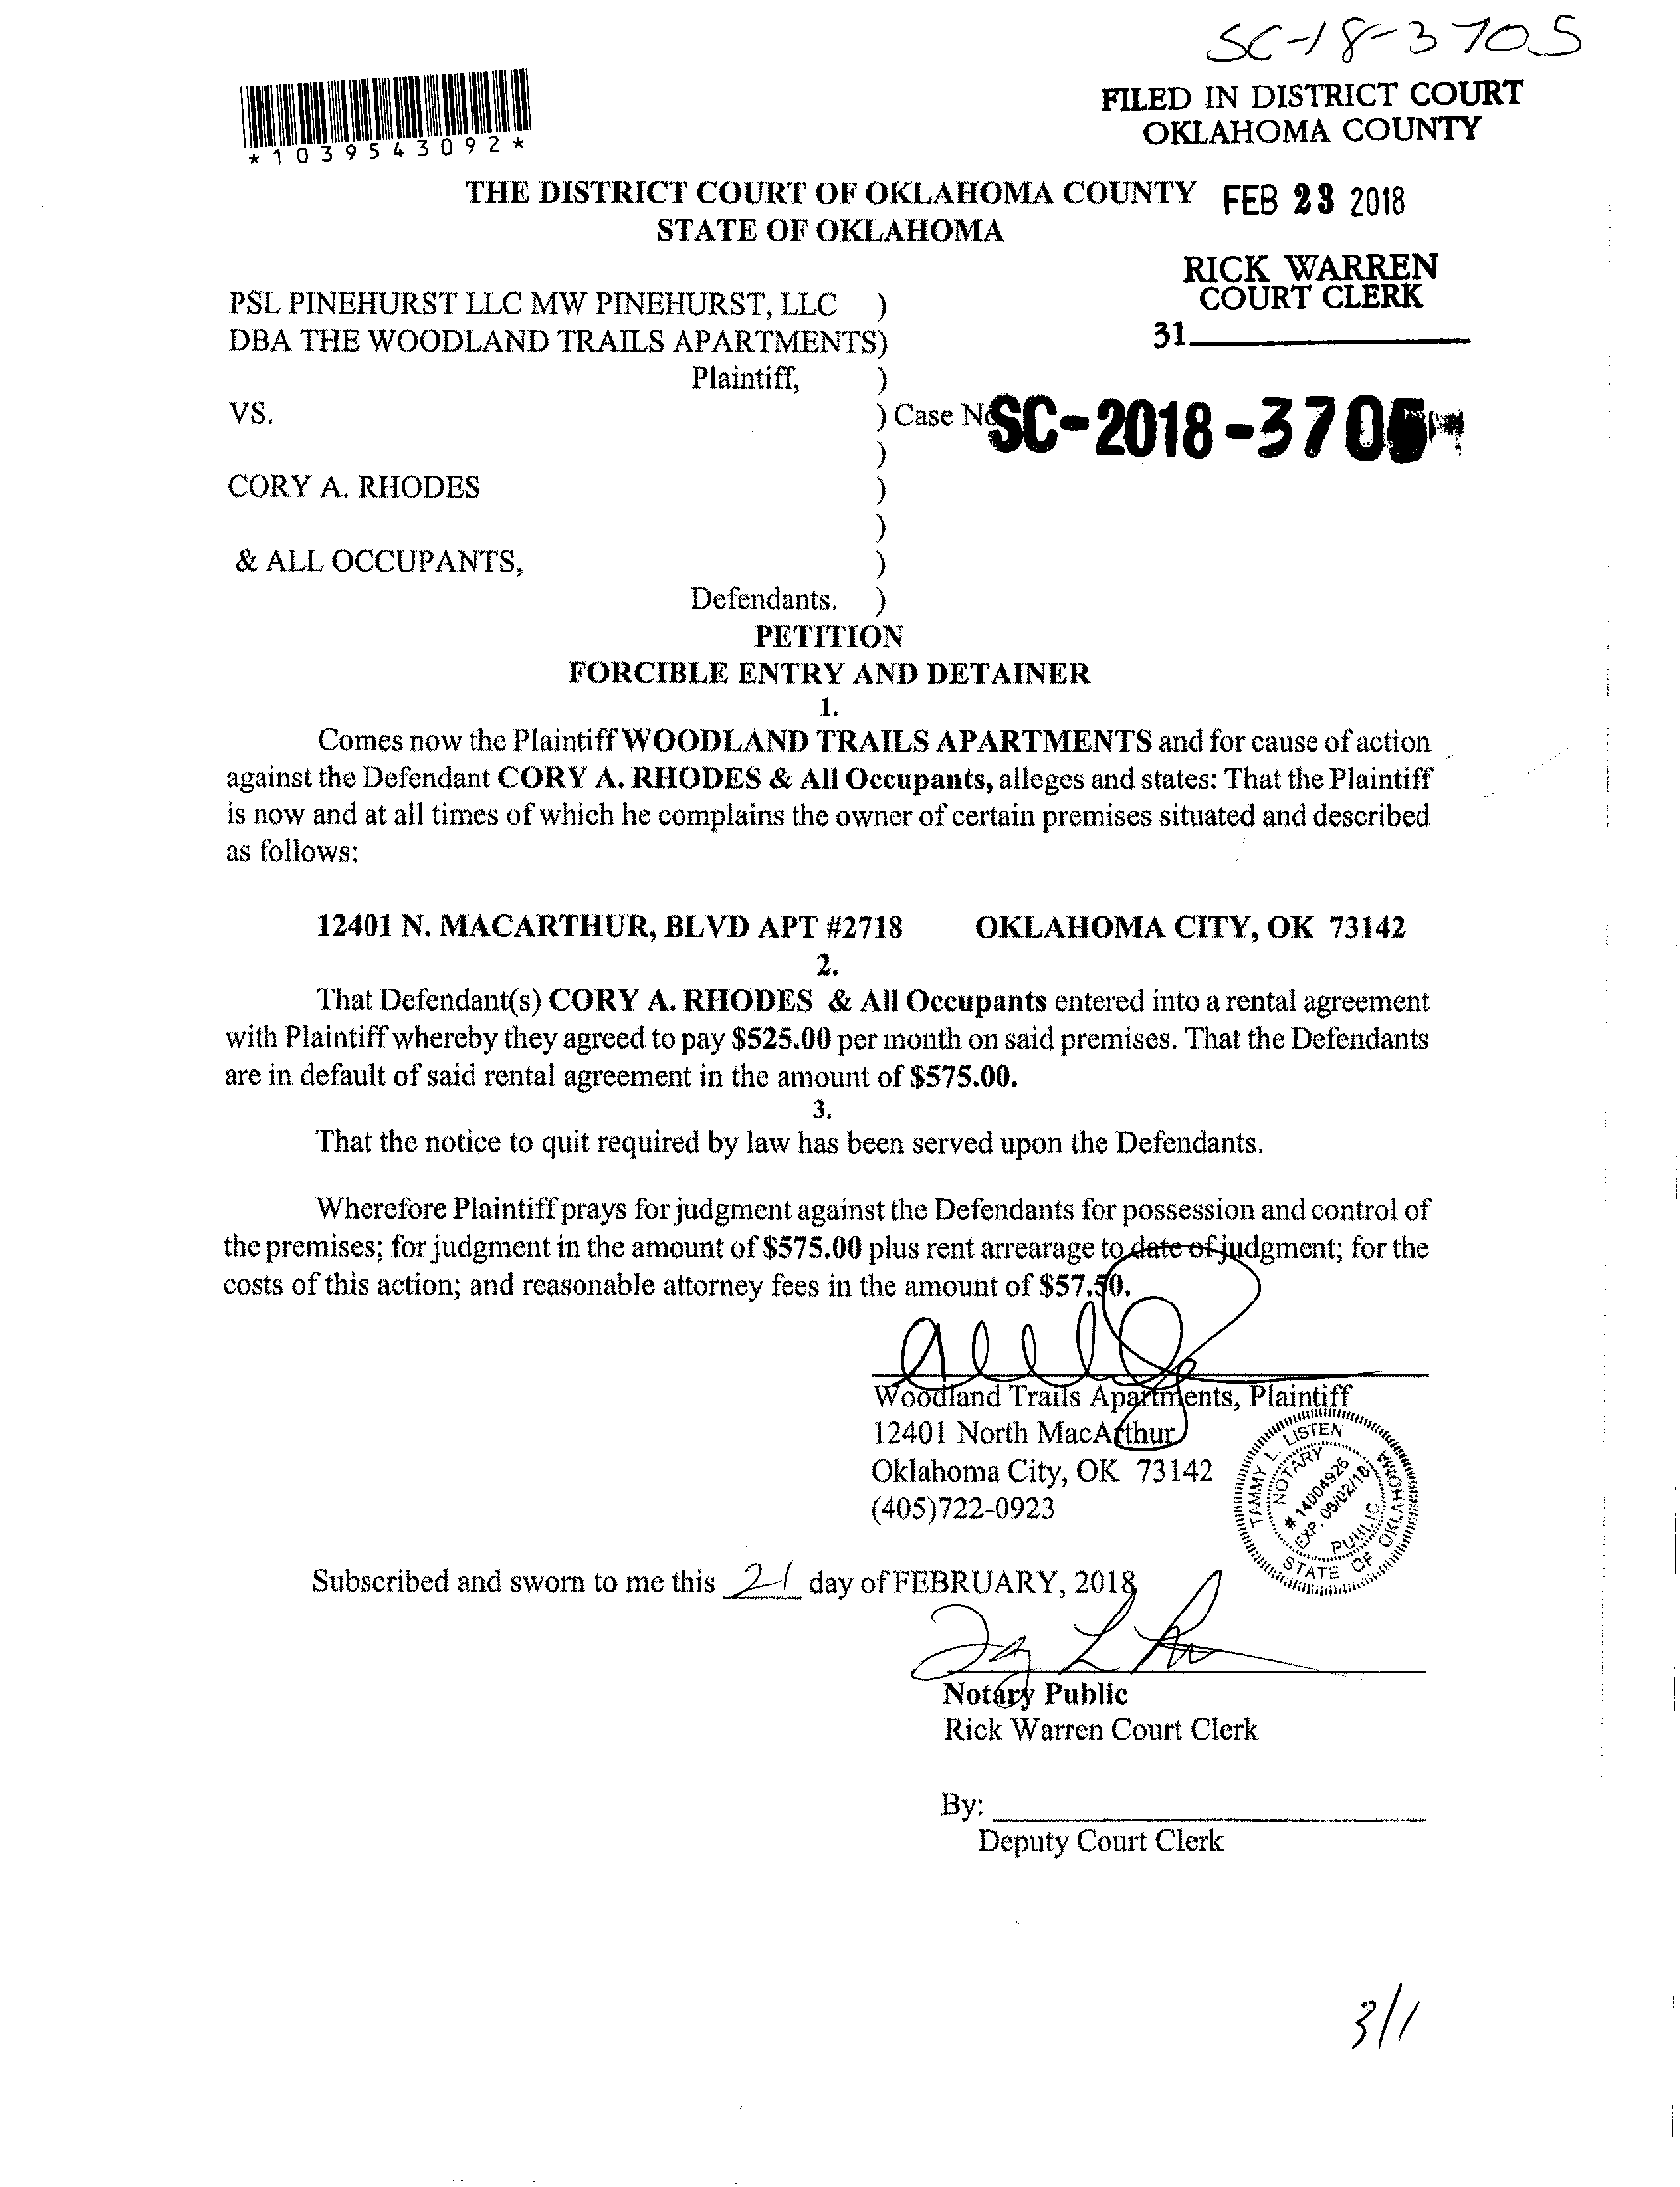 SC-18-3705
FILED IN DISTRICT COURT
OKLAHOMA COUNTY
*1039543092*
THE DISTRICT COURT OF OKLAHOMA COUNTY
STATE OF OKLAHOMA
FEB 23 2018
RICK WARREN
COURT CLERK
31
PSL PINEHURST LLC MW PINEHURST, LLC )
DBA THE WOODLAND TRAILS APARTMENTS)
Plaintiff, )
VS. ) Case No SC-2018-3705
)
CORY A. RHODES )
)
& ALL OCCUPANTS, )
Defendants. )
PETITION
FORCIBLE ENTRY AND DETAINER
1.
Comes now the Plaintiff WOODLAND TRAILS APARTMENTS and for cause of action
against the Defendant CORY A. RHODES & All Occupants, alleges and states: That the Plaintiff
is now and at all times of which he complains the owner of certain premises situated and described
as follows:
12401 N. MACARTHUR, BLVD APT #2718 OKLAHOMA CITY, OK 73142
2.
That Defendant(s) CORY A. RHODES & All Occupants entered into a rental agreement
with Plaintiff whereby they agreed to pay $525.00 per month on said premises. That the Defendants
are in default of said rental agreement in the amount of $575.00.
3.
That the notice to quit required by law has been served upon the Defendants.
Wherefore Plaintiff prays for judgment against the Defendants for possession and control of
the premises; for judgment in the amount of $575.00 plus rent arrearage to date of judgment; for the
costs of this action; and reasonable attorney fees in the amount of $57.50.
Woodland Trails Apartments, Plaintiff
12401 North MacArthur
Oklahoma City, OK 73142
(405)722-0923
TAMMY L. LISTEN
NOTARY
# 14004926
EXP. 06/02/18
PUBLIC
STATE OF OKLAHOMA
Subscribed and sworn to me this 21 day of FEBRUARY, 2018
Notary Public
Rick Warren Court Clerk
By:
Deputy Court Clerk
3/1